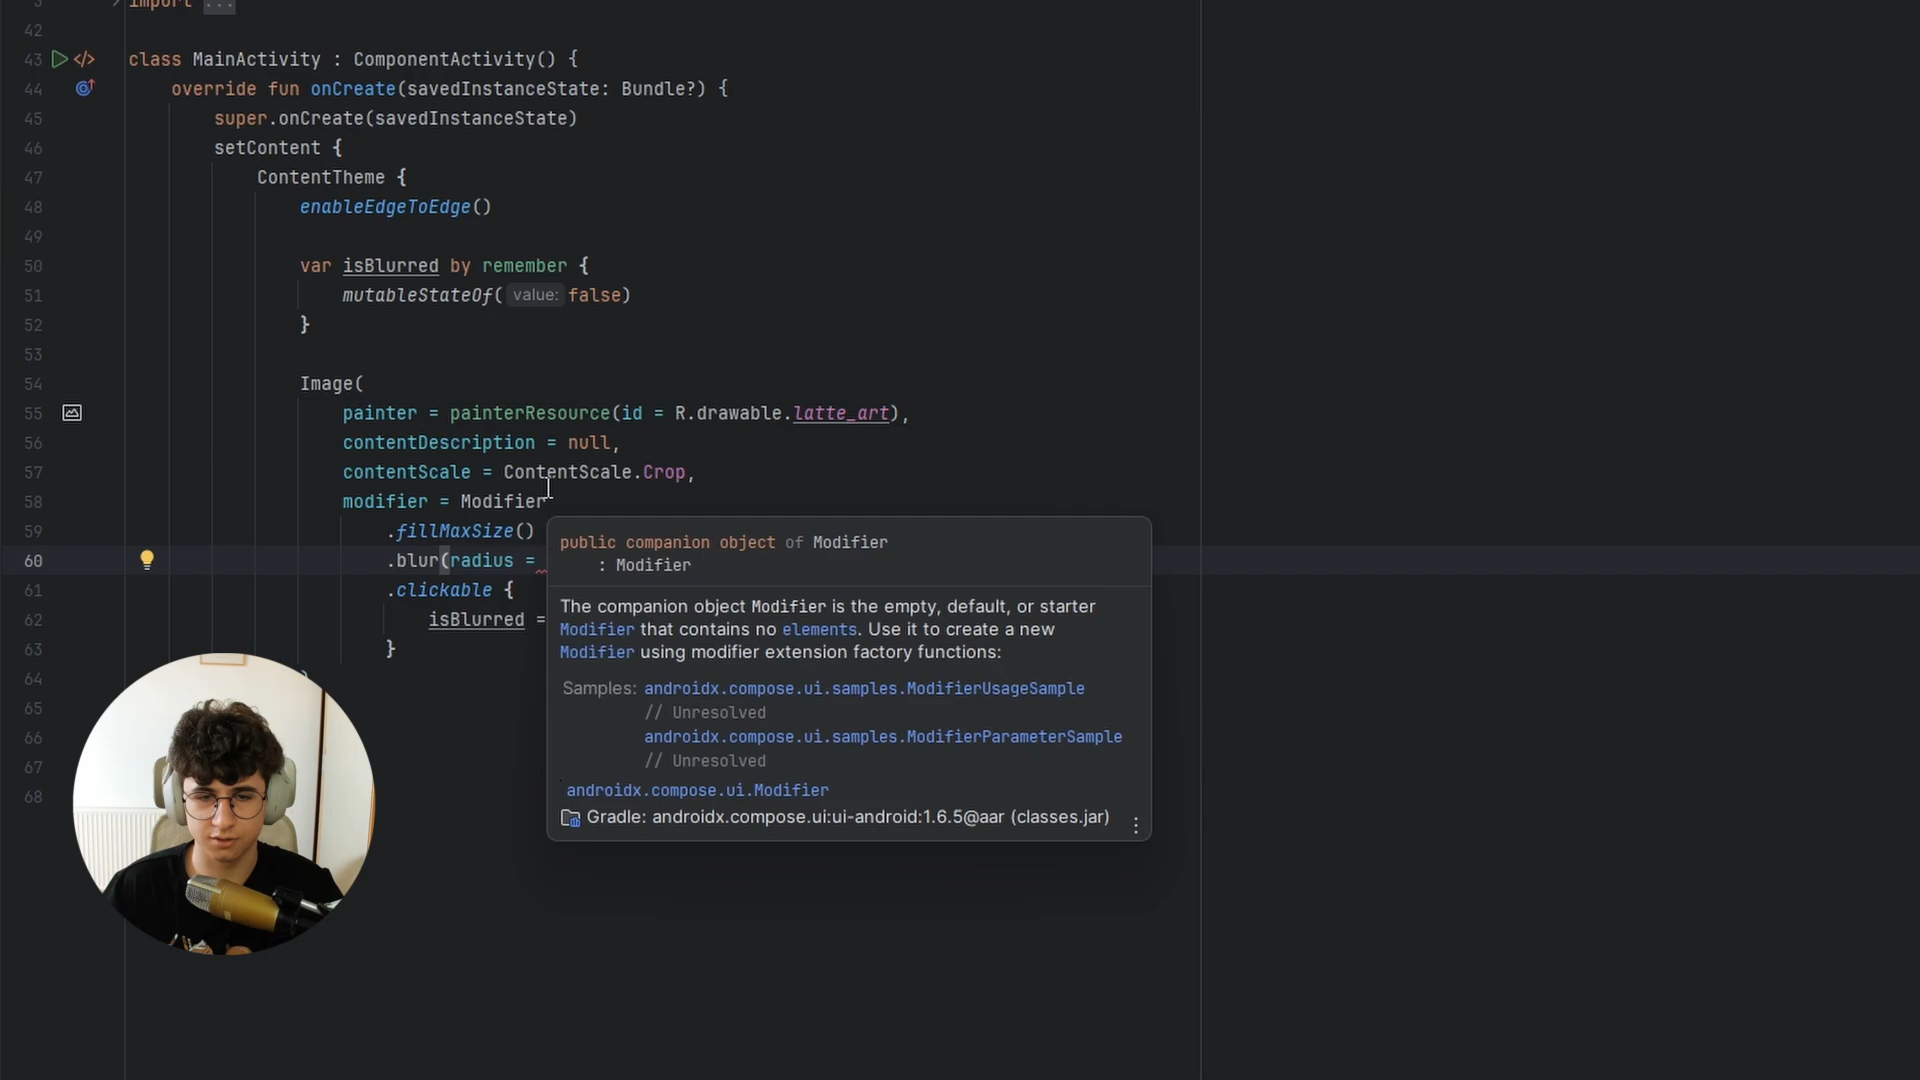 3 import ...
42
43 class MainActivity : ComponentActivity() {
44 override fun onCreate(savedInstanceState: Bundle?) {
45 super.onCreate(savedInstanceState)
46 setContent {
47 ContentTheme {
48 enableEdgeToEdge()
49
50 var isBlurred by remember {
51 mutableStateOf( value: false)
52 }
53
54 Image(
55 painter = painterResource(id = R.drawable.latte_art),
56 contentDescription = null,
57 contentScale = ContentScale.Crop,
58 modifier = Modifier
59 .fillMaxSize()
60 .blur(radius =
61 .clickable {
62 isBlurred =
63 }
64 )
65
66
67
68
public companion object of Modifier
: Modifier
The companion object Modifier is the empty, default, or starter
Modifier that contains no elements. Use it to create a new
Modifier using modifier extension factory functions:
Samples: androidx.compose.ui.samples.ModifierUsageSample
// Unresolved
androidx.compose.ui.samples.ModifierParameterSample
// Unresolved
androidx.compose.ui.Modifier
Gradle: androidx.compose.ui:ui-android:1.6.5@aar (classes.jar)